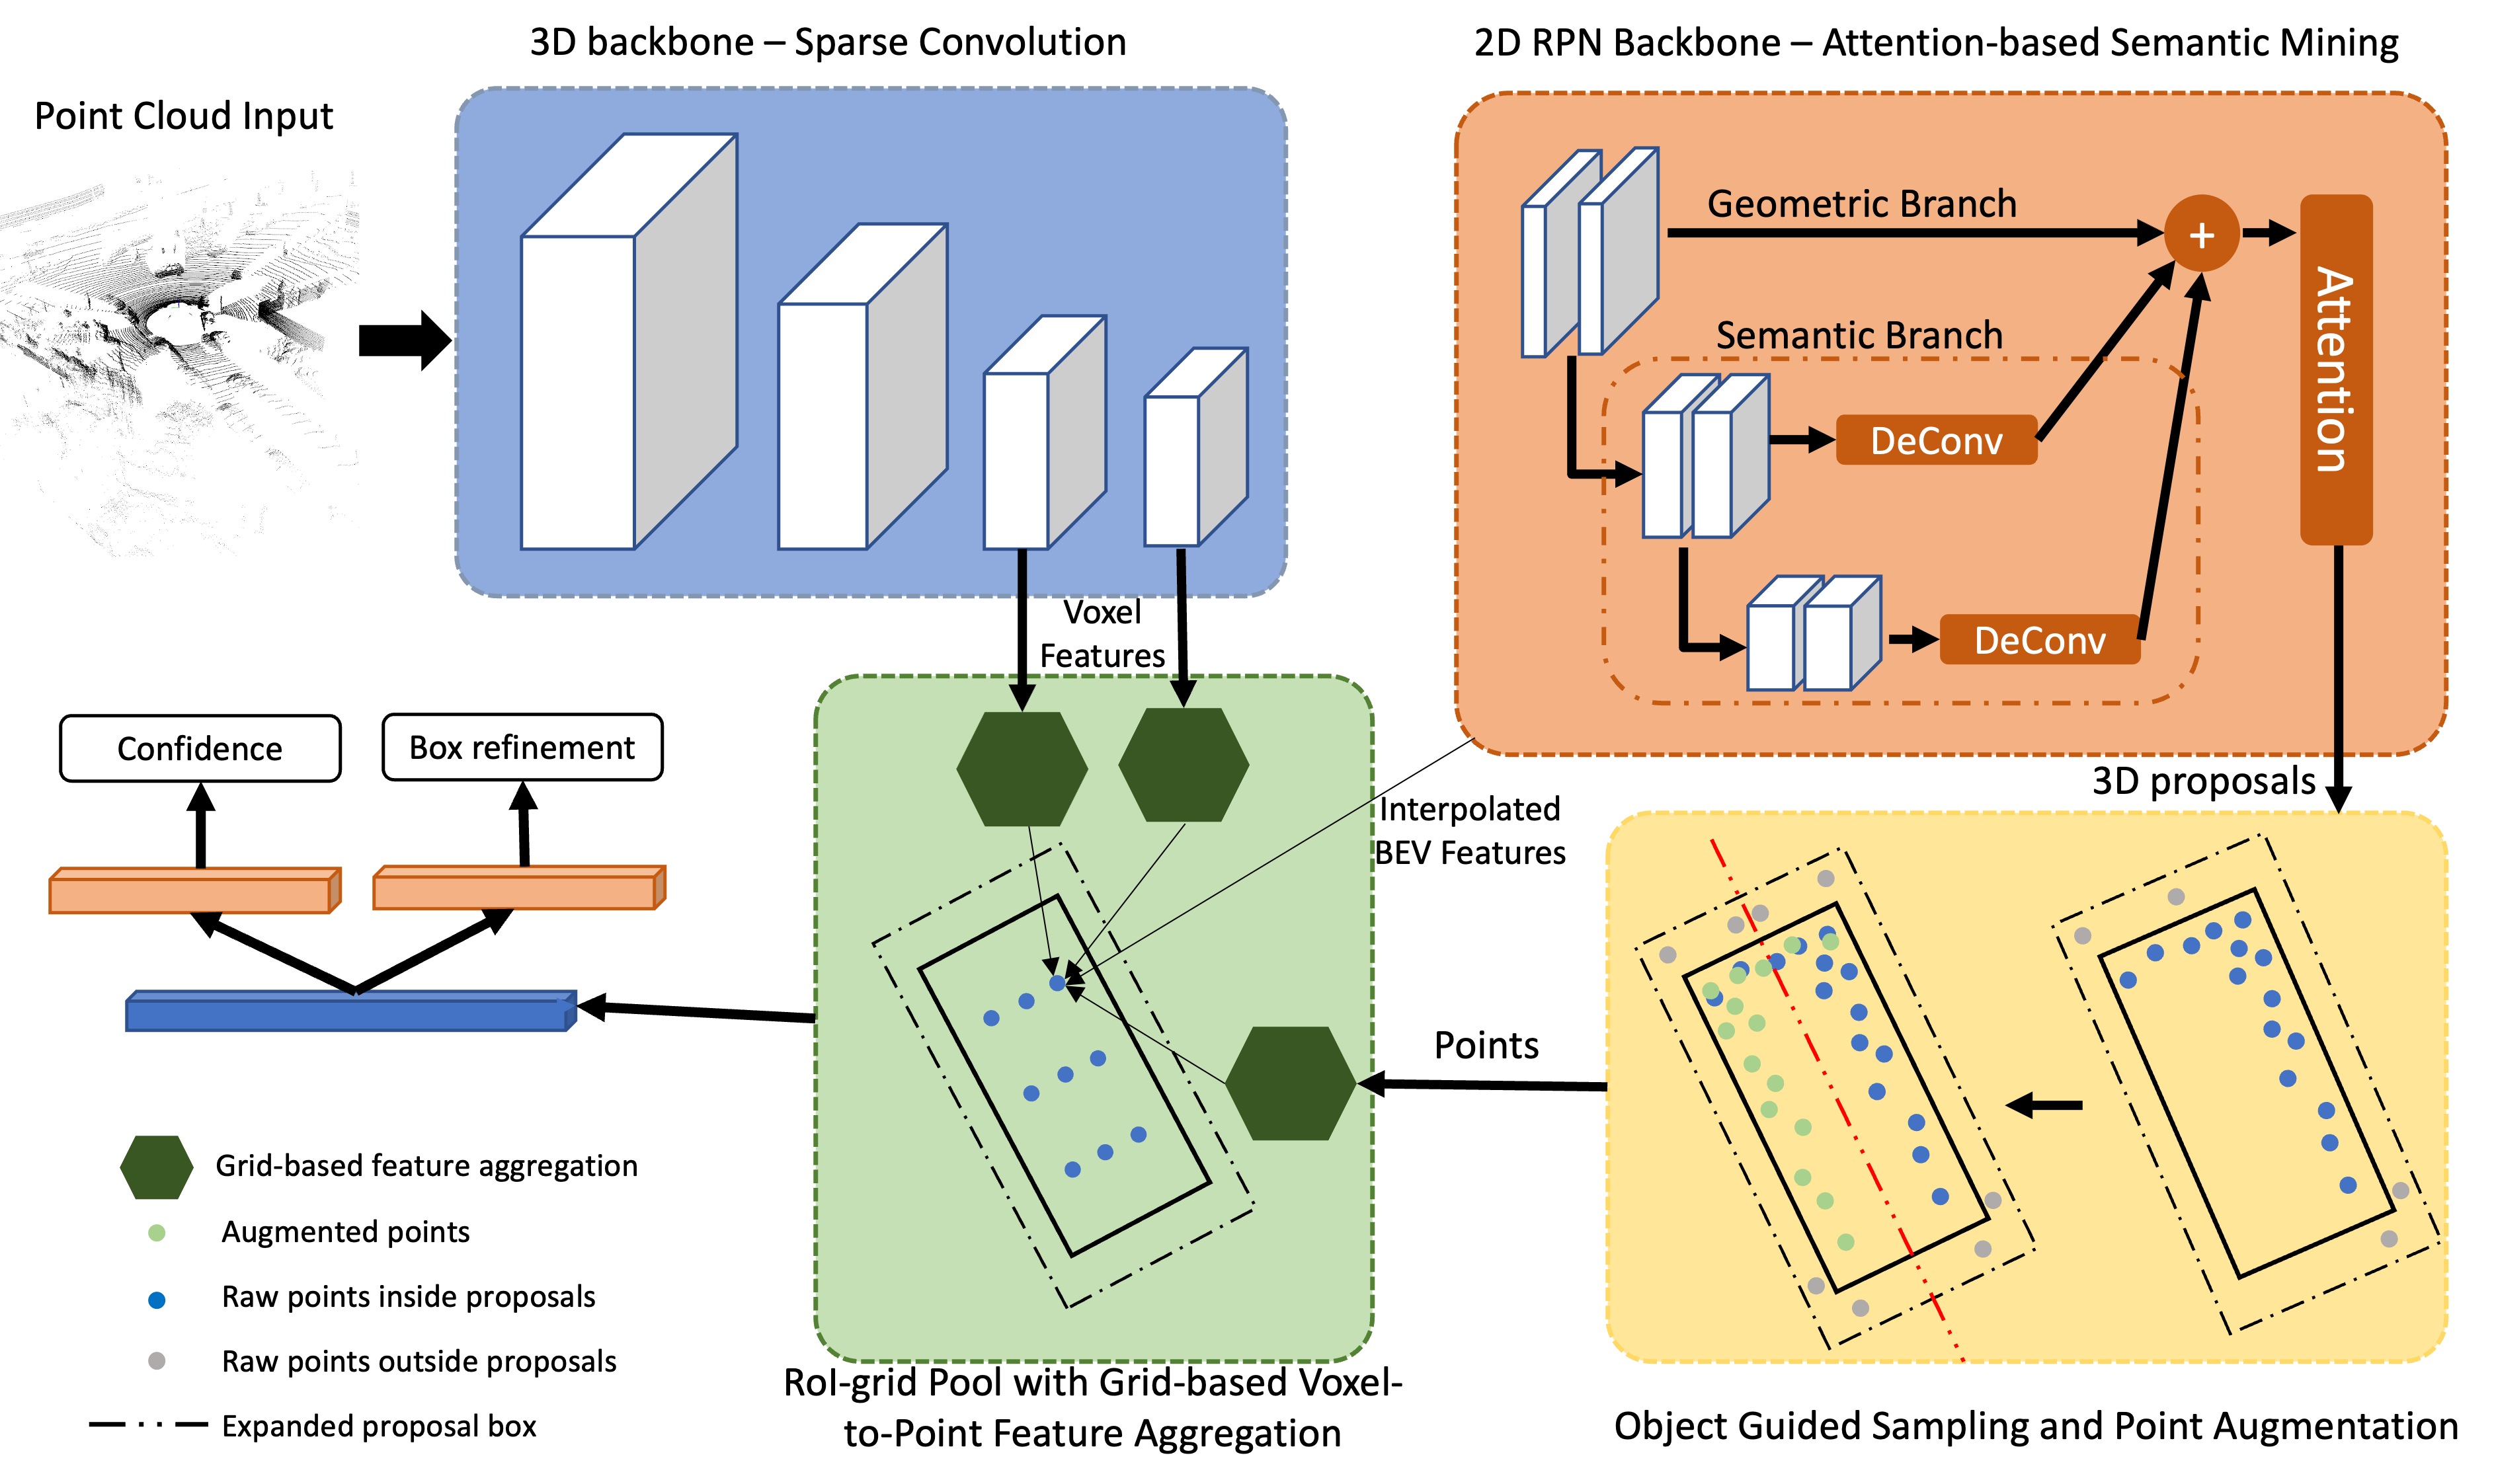 3D backbone – Sparse Convolution
2D RPN Backbone – Attention-based Semantic Mining
Point Cloud Input
Geometric Branch
+
Attention
Semantic Branch
DeConv
DeConv
Voxel
Features
3D proposals
Interpolated
BEV Features
Confidence
Box refinement
Points
Grid-based feature aggregation
Augmented points
Raw points inside proposals
Raw points outside proposals
Expanded proposal box
RoI-grid Pool with Grid-based Voxel-
to-Point Feature Aggregation
Object Guided Sampling and Point Augmentation